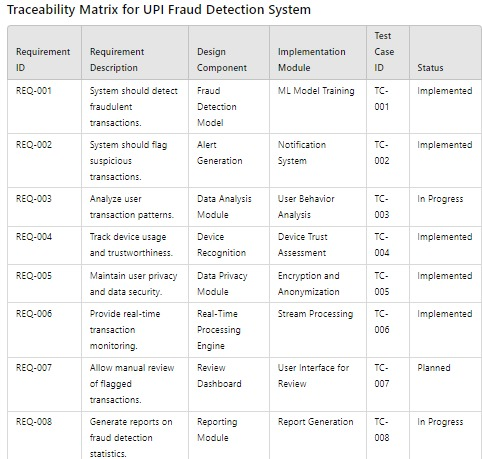 Traceability Matrix for UPI Fraud Detection System
Requirement ID | Requirement Description | Design Component | Implementation Module | Test Case ID | Status
REQ-001 | System should detect fraudulent transactions. | Fraud Detection Model | ML Model Training | TC-001 | Implemented
REQ-002 | System should flag suspicious transactions. | Alert Generation | Notification System | TC-002 | Implemented
REQ-003 | Analyze user transaction patterns. | Data Analysis Module | User Behavior Analysis | TC-003 | In Progress
REQ-004 | Track device usage and trustworthiness. | Device Recognition | Device Trust Assessment | TC-004 | Implemented
REQ-005 | Maintain user privacy and data security. | Data Privacy Module | Encryption and Anonymization | TC-005 | Implemented
REQ-006 | Provide real-time transaction monitoring. | Real-Time Processing Engine | Stream Processing | TC-006 | Implemented
REQ-007 | Allow manual review of flagged transactions. | Review Dashboard | User Interface for Review | TC-007 | Planned
REQ-008 | Generate reports on fraud detection statistics. | Reporting Module | Report Generation | TC-008 | In Progress